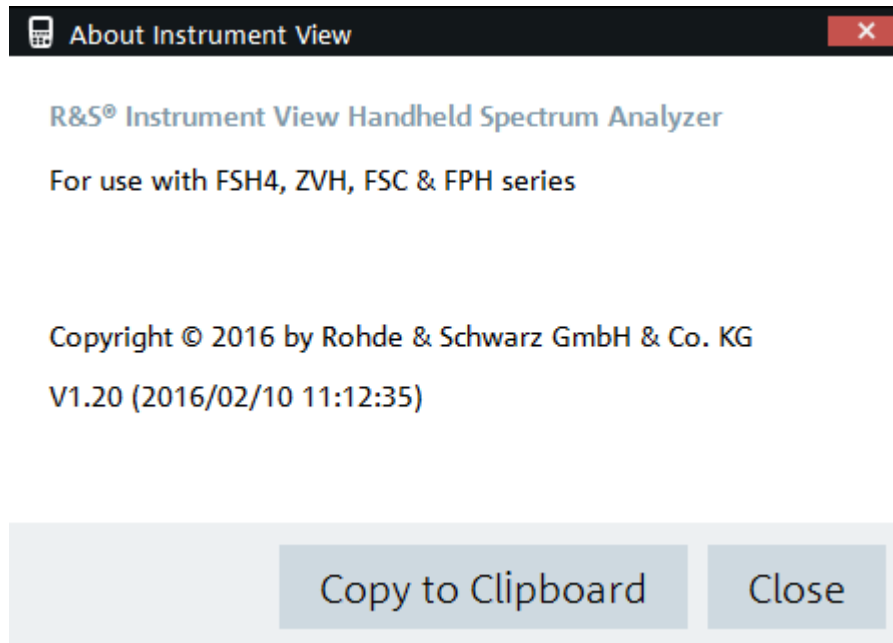 About Instrument View
R&S® Instrument View Handheld Spectrum Analyzer
For use with FSH4, ZVH, FSC & FPH series
Copyright © 2016 by Rohde & Schwarz GmbH & Co. KG
V1.20 (2016/02/10 11:12:35)
Copy to Clipboard Close